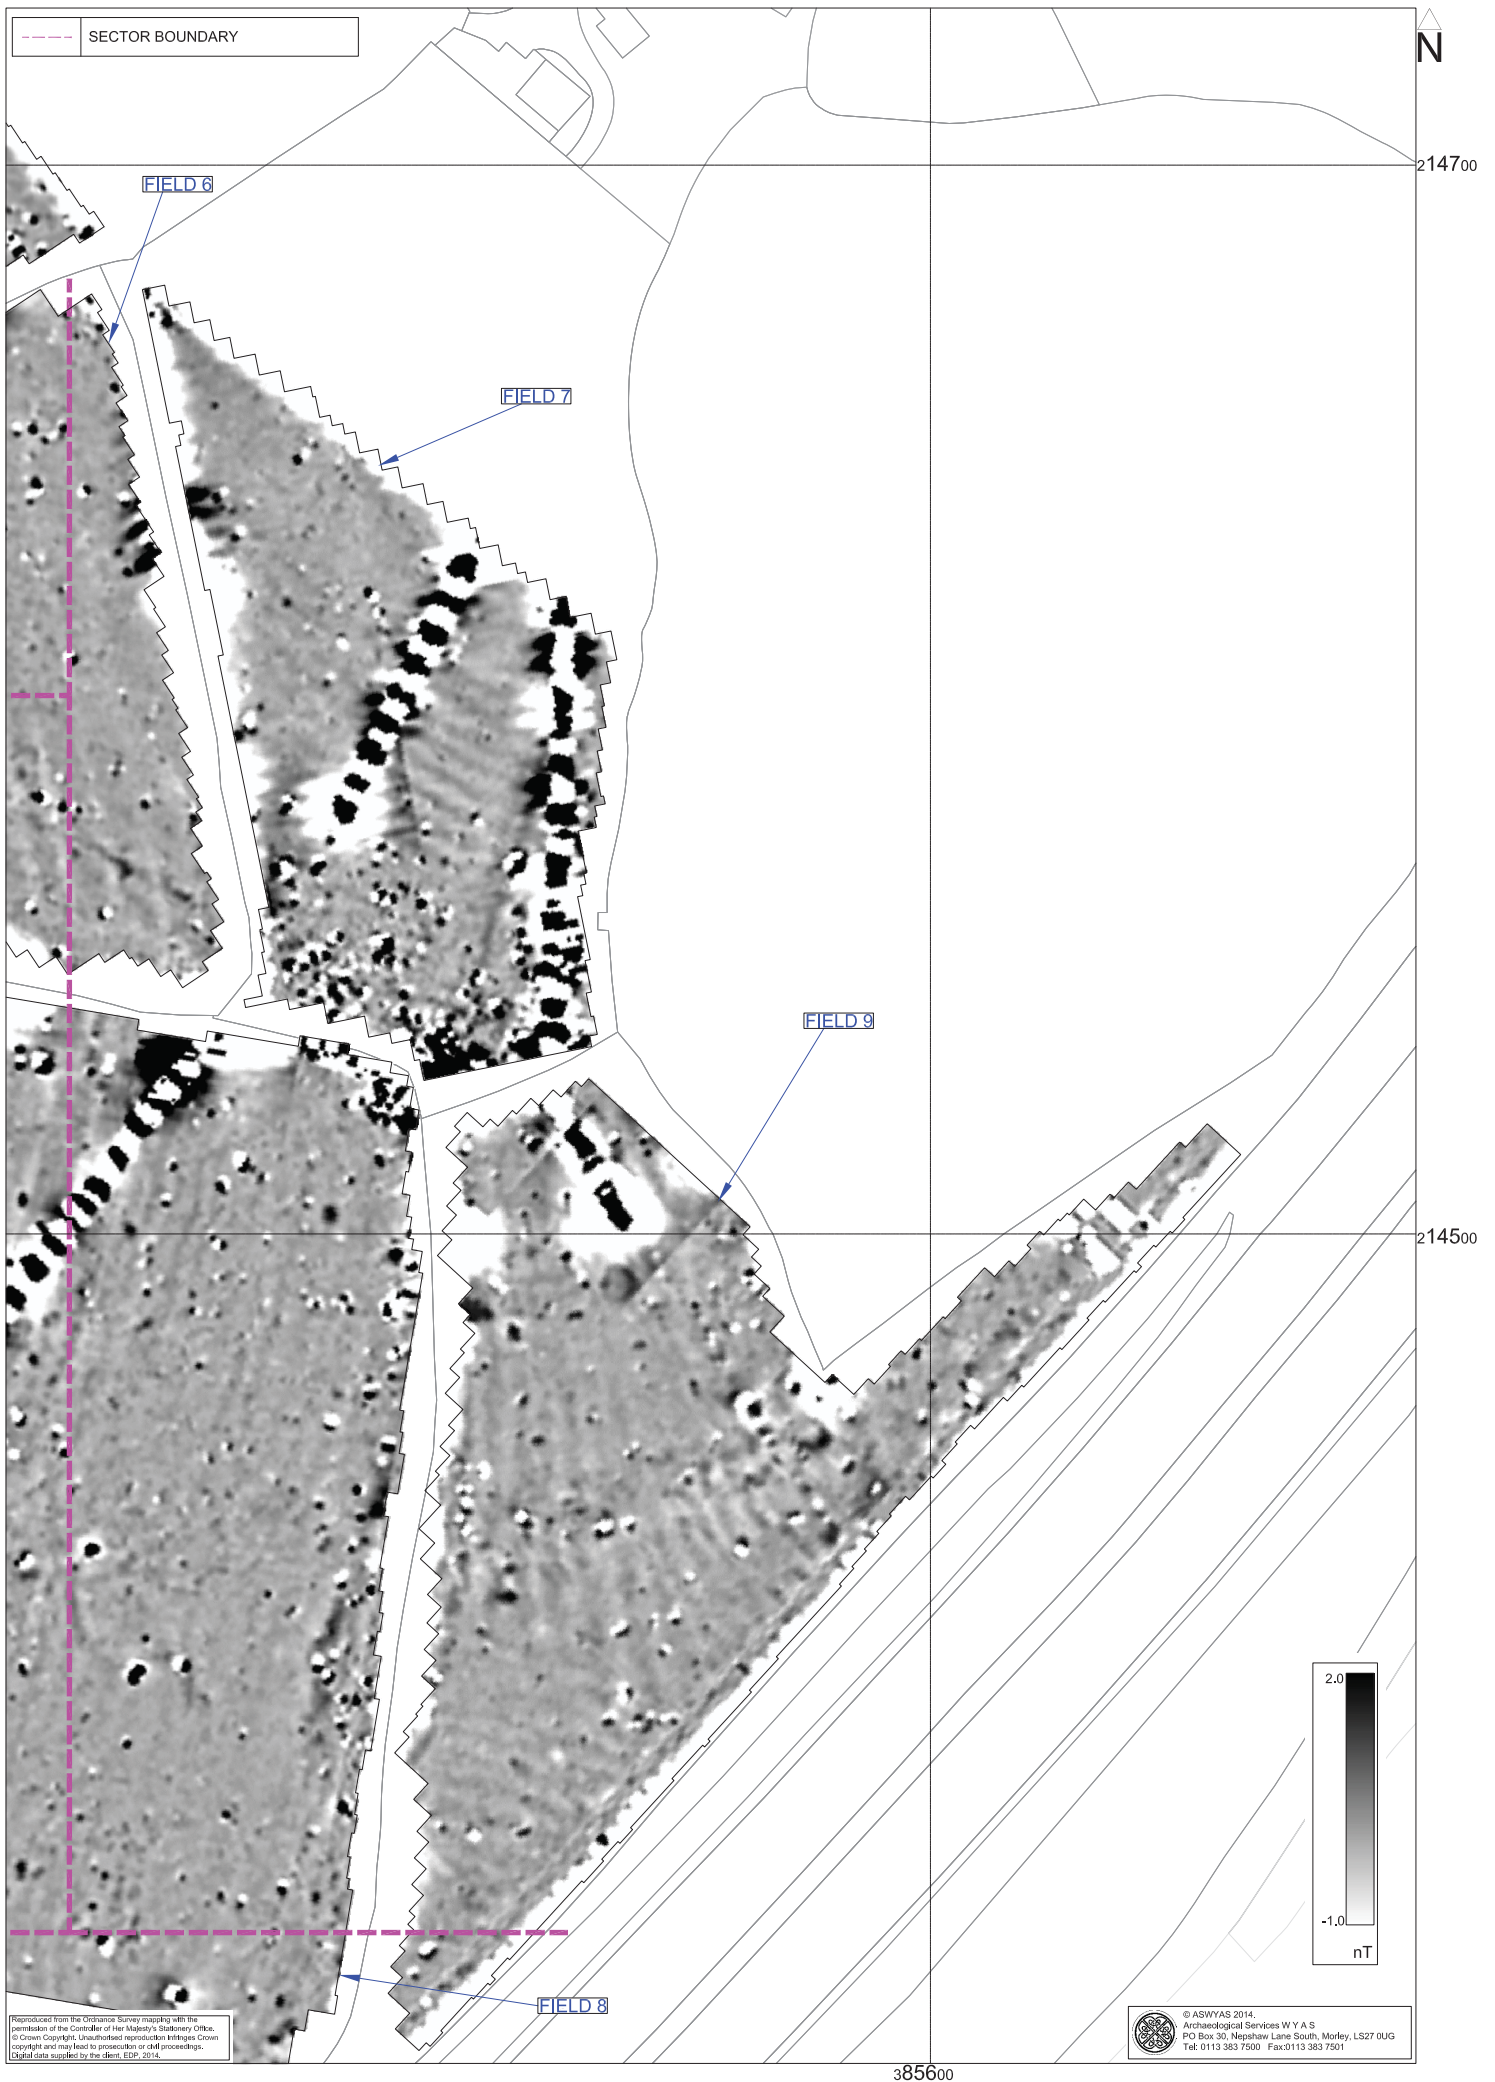 SECTOR BOUNDARY
N
214700
FIELD 6
FIELD 7
FIELD 9
214500
2.0
-1.0
nT
FIELD 8
Reproduced from the Ordnance Survey mapping with the
permission of the Controller of Her Majesty's Stationery Office.
© Crown Copyright. Unauthorised reproduction infringes Crown
copyright and may lead to prosecution or civil proceedings.
Digital data supplied by the client, EDP, 2014.
© ASWYAS 2014.
Archaeological Services W Y A S
PO Box 30, Nepshaw Lane South, Morley, LS27 0UG
Tel: 0113 383 7500 Fax:0113 383 7501
385600